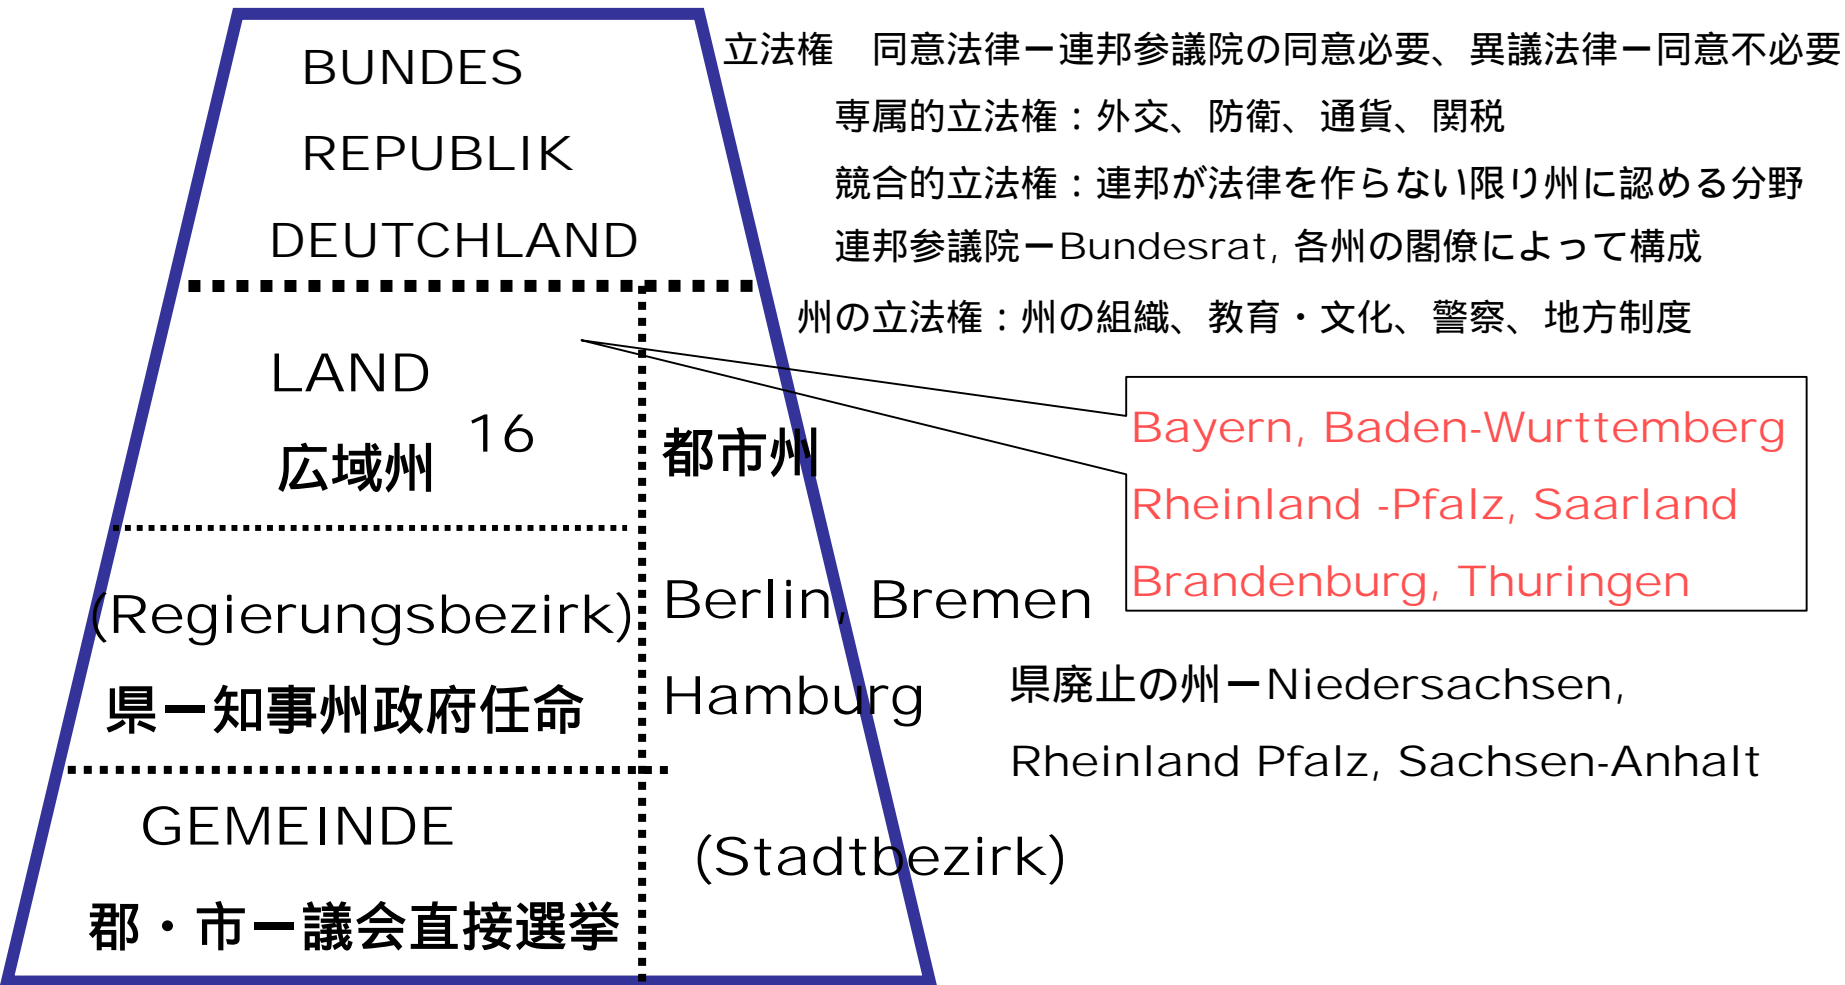 BUNDES
REPUBLIK
DEUTCHLAND
立法権　同意法律ー連邦参議院の同意必要、異議法律ー同意不必要
専属的立法権：外交、防衛、通貨、関税
競合的立法権：連邦が法律を作らない限り州に認める分野
連邦参議院ーBundesrat, 各州の閣僚によって構成
州の立法権：州の組織、教育・文化、警察、地方制度
LAND
広域州 16
都市州
Bayern, Baden-Wurttemberg
Rheinland -Pfalz, Saarland
Brandenburg, Thuringen
(Regierungsbezirk)
県ー知事州政府任命
Berlin, Bremen
Hamburg
県廃止の州ーNiedersachsen,
Rheinland Pfalz, Sachsen-Anhalt
GEMEINDE
郡・市ー議会直接選挙
(Stadtbezirk)